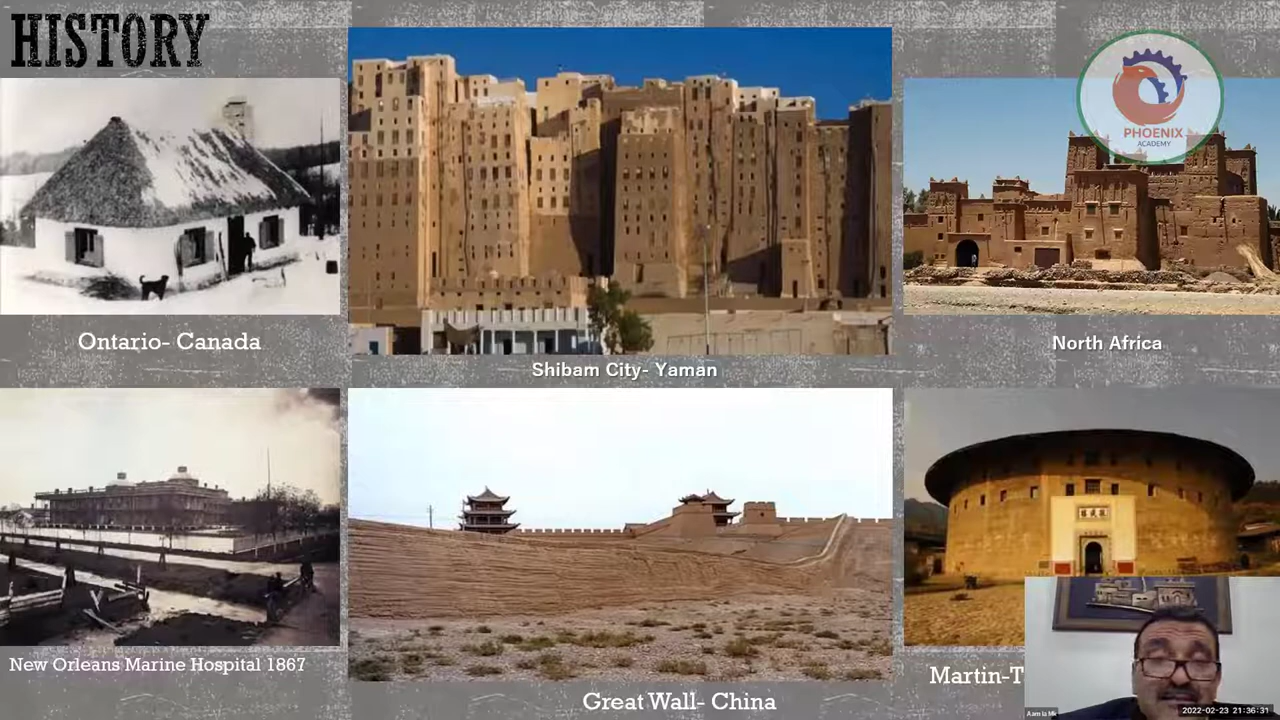 HISTORY
PHOENIX
ACADEMY
Ontario- Canada
Shibam City- Yaman
North Africa
New Orleans Marine Hospital 1867
Great Wall- China
Martin-T
2022-02-23 21:36:31